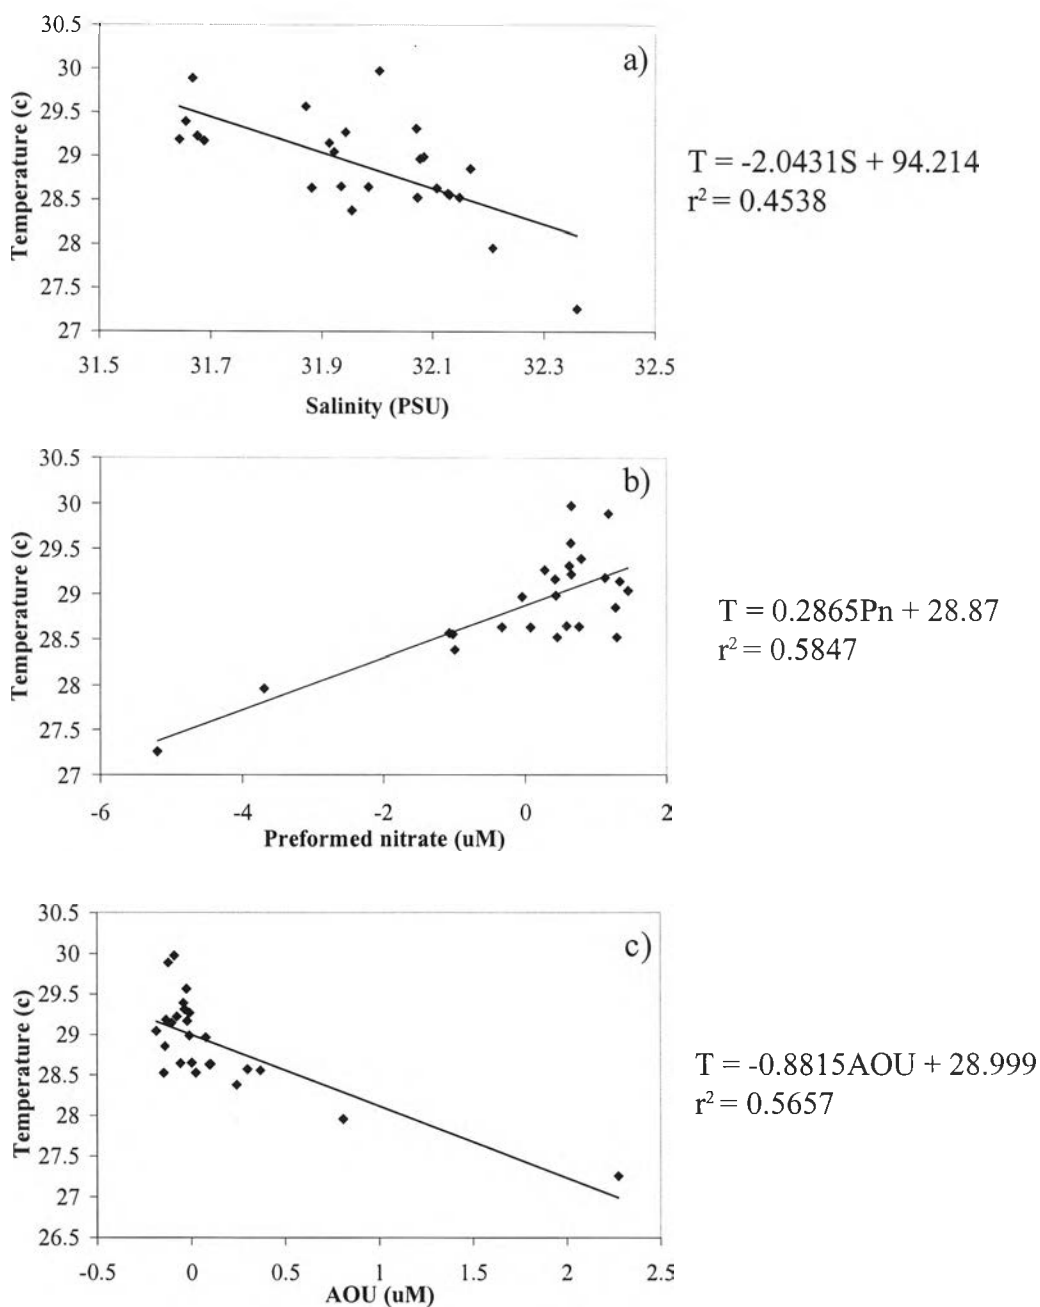 30.5
30
29.5
29
28.5
28
27.5
27
Temperature (c)
a)
31.5 31.7 31.9 32.1 32.3 32.5
Salinity (PSU)
T = -2.0431S + 94.214
r² = 0.4538
30.5
30
29.5
29
28.5
28
27.5
27
Temperature (c)
b)
-6 -4 -2 0 2
Preformed nitrate (uM)
T = 0.2865Pn + 28.87
r² = 0.5847
30.5
30
29.5
29
28.5
28
27.5
27
26.5
Temperature (c)
c)
-0.5 0 0.5 1 1.5 2 2.5
AOU (uM)
T = -0.8815AOU + 28.999
r² = 0.5657